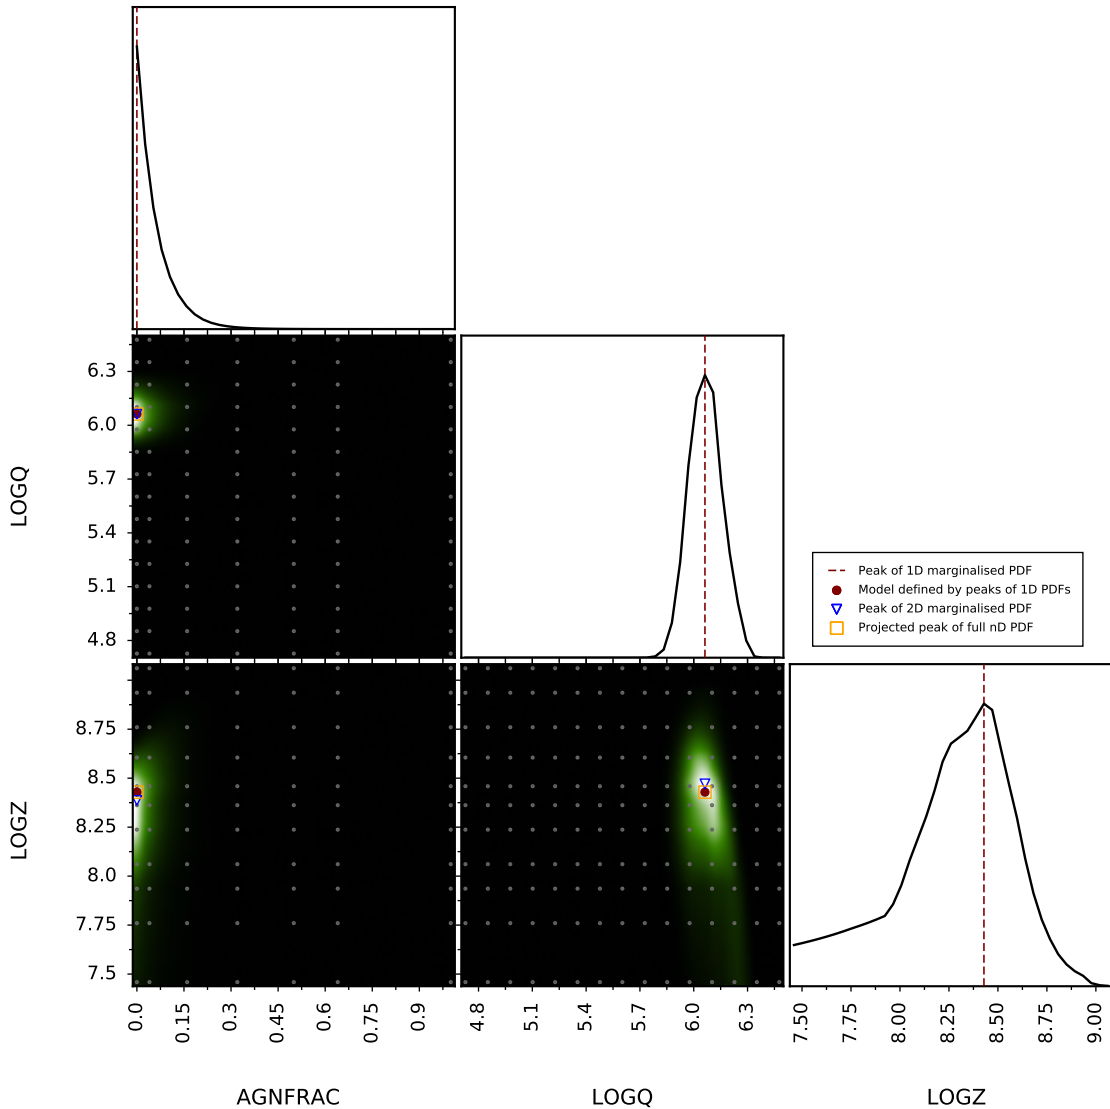 6.3
6.0
5.7
5.4
5.1
4.8
LOGQ
Peak of 1D marginalised PDF
Model defined by peaks of 1D PDFs
Peak of 2D marginalised PDF
Projected peak of full nD PDF
8.75
8.5
8.25
8.0
7.75
7.5
LOGZ
0.0 0.15 0.3 0.45 0.6 0.75 0.9
4.8 5.1 5.4 5.7 6.0 6.3
7.50 7.75 8.00 8.25 8.50 8.75 9.00
AGNFRAC LOGQ LOGZ